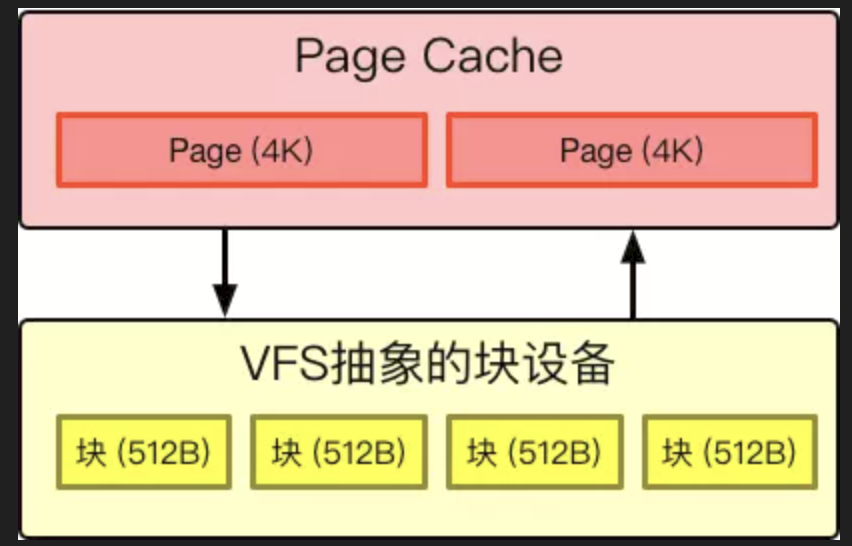 Page Cache
Page (4K) Page (4K)
VFS抽象的块设备
块 (512B) 块 (512B) 块 (512B) 块 (512B)